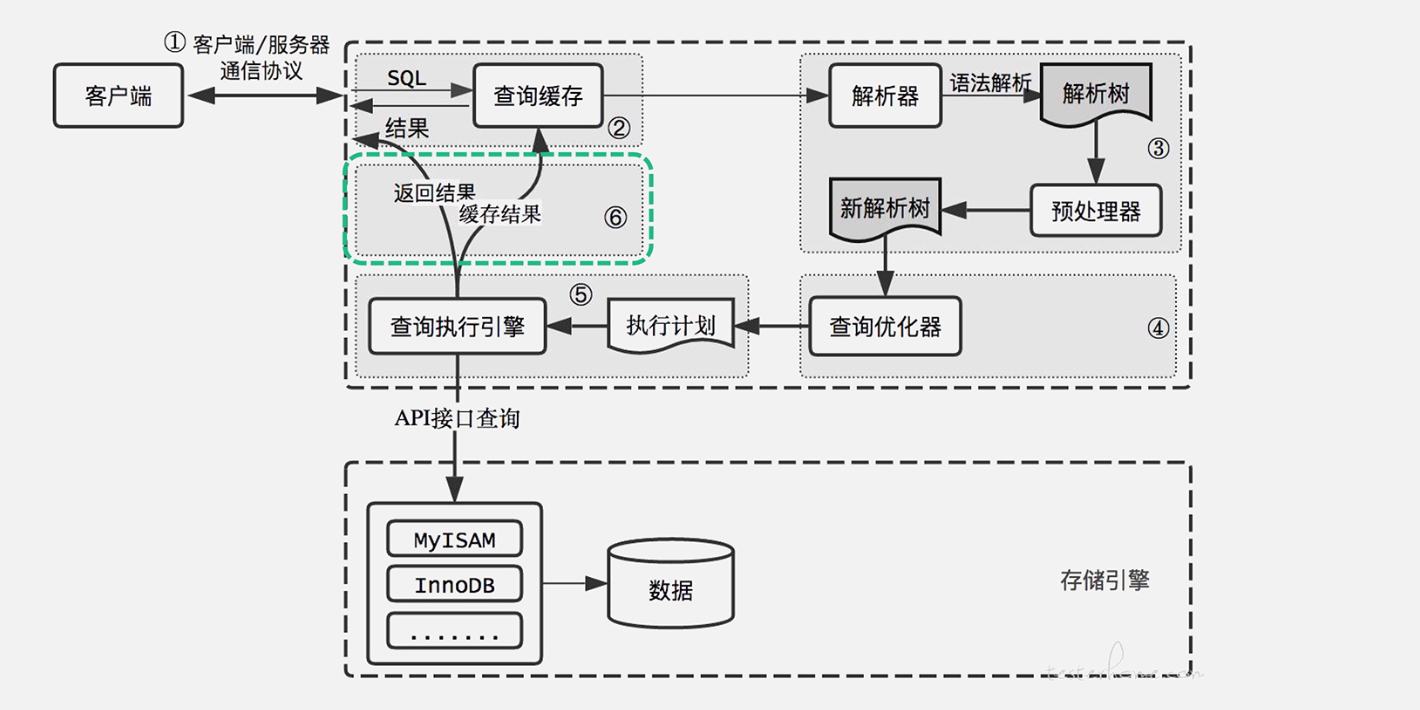 ① 客户端/服务器
通信协议
客户端
SQL
查询缓存
结果
②
解析器
语法解析
解析树
③
新解析树
预处理器
返回结果
缓存结果
⑥
查询执行引擎
⑤
执行计划
查询优化器
④
API接口查询
MyISAM
InnoDB
.......
数据
存储引擎
testerhome.com